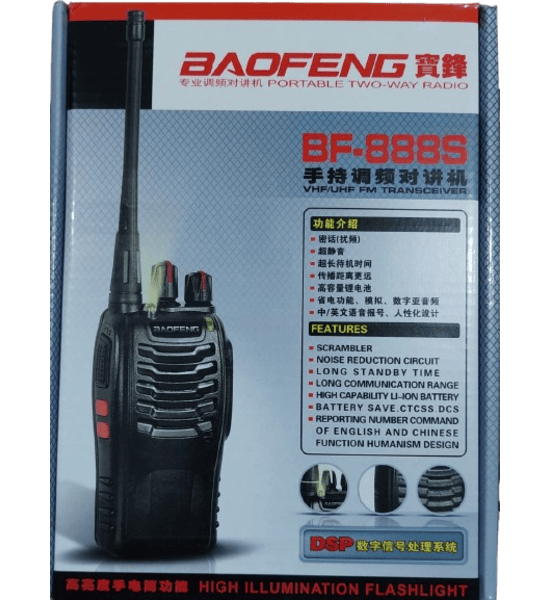 BAOFENG 寳鋒
专业调频对讲机 PORTABLE TWO-WAY RADIO
BF-888S
手持调频对讲机
VHF/UHF FM TRANSCEIVER
功能介绍
密话(扰频)
超静音
超长待机时间
传播距离更远
高容量锂电池
省电功能、模拟、数字亚音频
中/英文语音报号、人性化设计
FEATURES
SCRAMBLER
NOISE REDUCTION CIRCUIT
LONG STANDBY TIME
LONG COMMUNICATION RANGE
HIGH CAPABILITY LI-ION BATTERY
BATTERY SAVE.CTCSS.DCS
REPORTING NUMBER COMMAND
OF ENGLISH AND CHINESE
FUNCTION HUMANISM DESIGN
BAOFENG
DSP 数字信号处理系统
高亮度手电筒功能 HIGH ILLUMINATION FLASHLIGHT